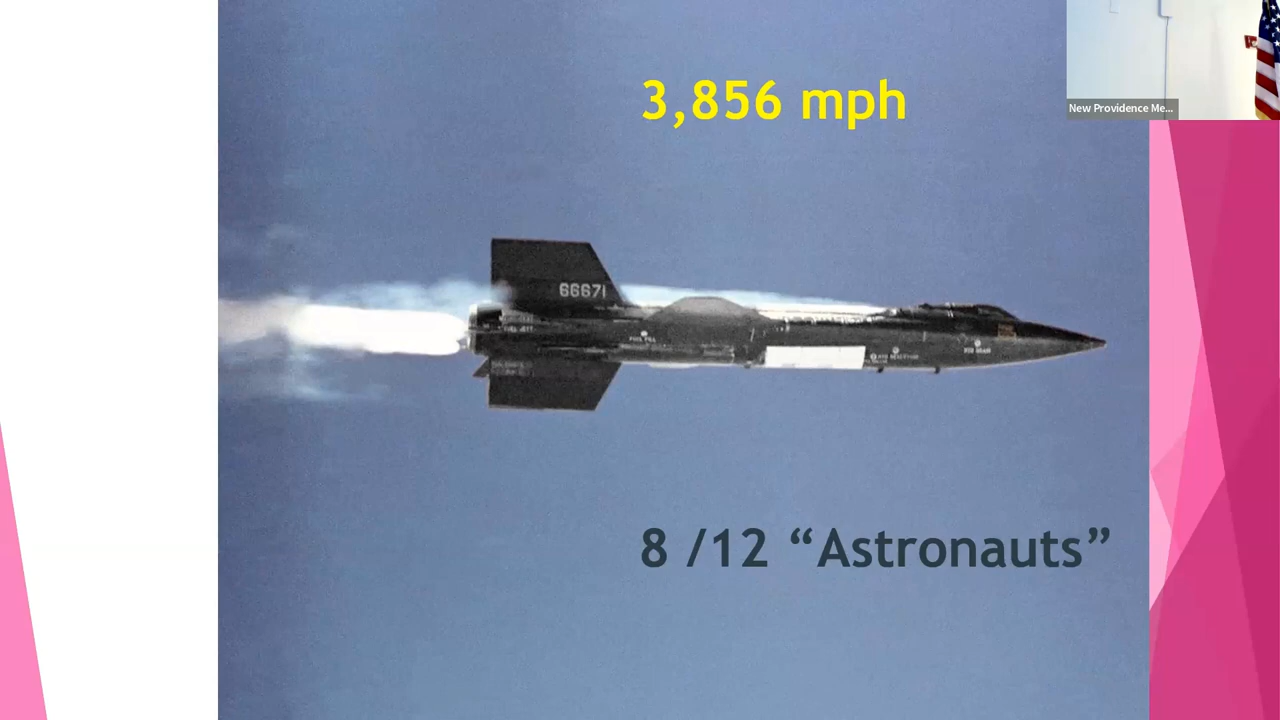 3,856 mph
New Providence Me...
66671
8 /12 “Astronauts”